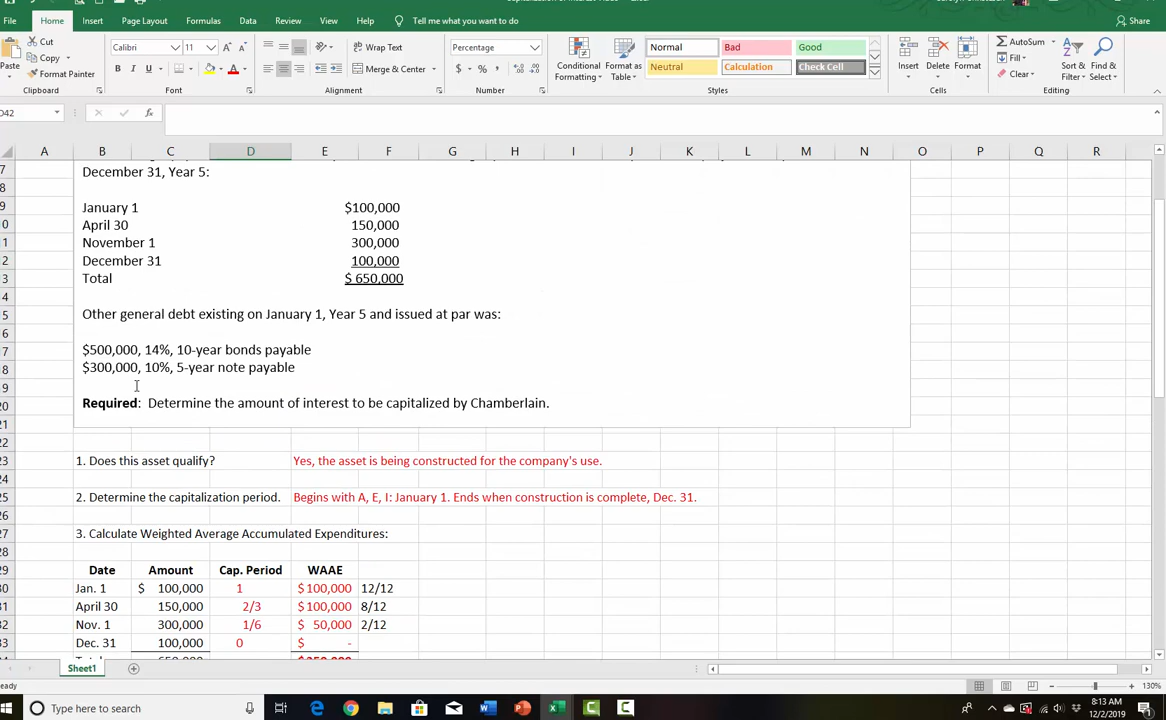 File Home Insert Page Layout Formulas Data Review View Help Tell me what you want to do Share
Paste Cut Copy Format Painter
Calibri 11 Wrap Text Merge & Center Percentage
B I U $ %
Conditional Formatting Format as Table
Normal Bad Good
Neutral Calculation Check Cell
Insert Delete Format
AutoSum Fill Clear
Sort & Filter Find & Select
Clipboard Font Alignment Number Styles Cells Editing
D42 fx
A B C D E F G H I J K L M N O P Q R
December 31, Year 5:
January 1 $100,000
April 30 150,000
November 1 300,000
December 31 100,000
Total $ 650,000
Other general debt existing on January 1, Year 5 and issued at par was:
$500,000, 14%, 10-year bonds payable
$300,000, 10%, 5-year note payable
Required: Determine the amount of interest to be capitalized by Chamberlain.
1. Does this asset qualify? Yes, the asset is being constructed for the company's use.
2. Determine the capitalization period. Begins with A, E, I: January 1. Ends when construction is complete, Dec. 31.
3. Calculate Weighted Average Accumulated Expenditures:
Date Amount Cap. Period WAAE
Jan. 1 $ 100,000 1 $100,000 12/12
April 30 150,000 2/3 $100,000 8/12
Nov. 1 300,000 1/6 $ 50,000 2/12
Dec. 31 100,000 0 $ -
Sheet1
130%
Type here to search
8:13 AM
12/2/2019